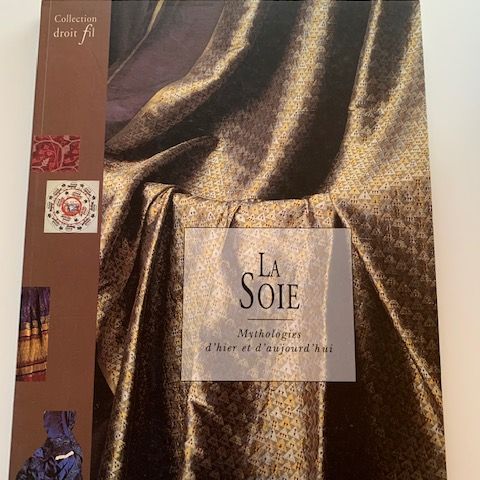 Collection
droit fil
LA
SOIE
Mythologies
d'hier et d'aujourd'hui